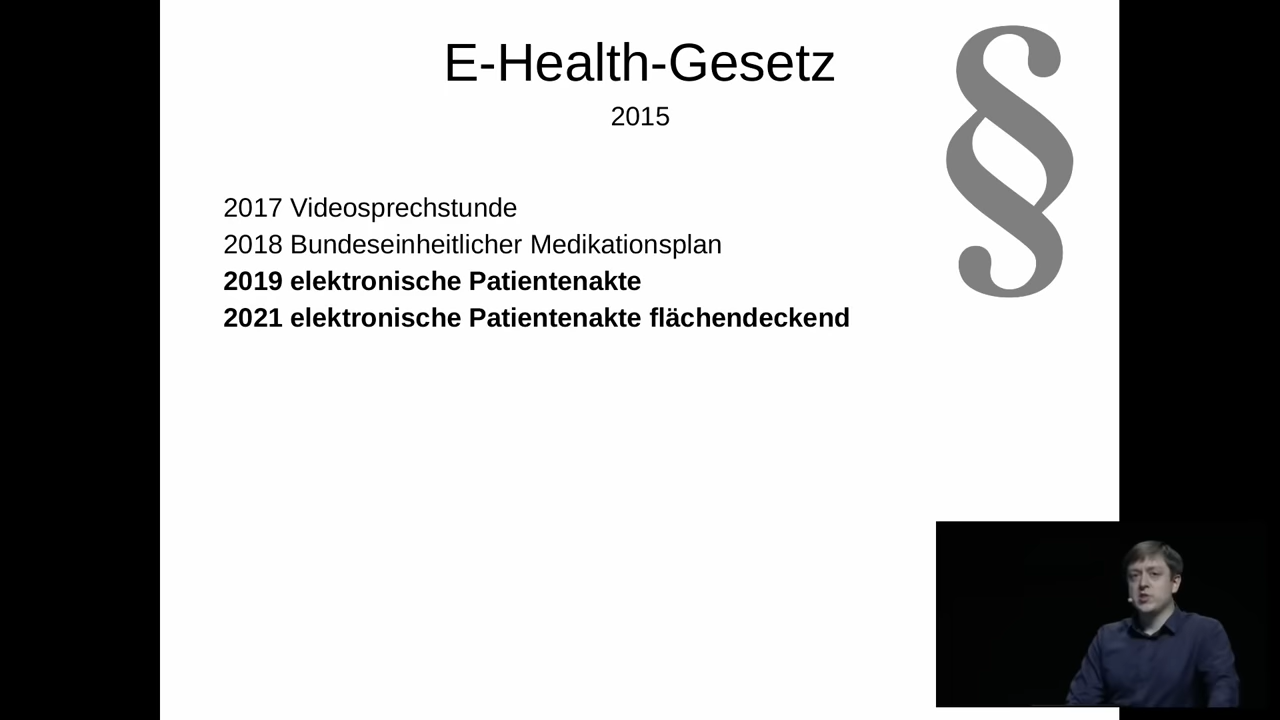 E-Health-Gesetz
§
2015
2017 Videosprechstunde
2018 Bundeseinheitlicher Medikationsplan
2019 elektronische Patientenakte
2021 elektronische Patientenakte flächendeckend